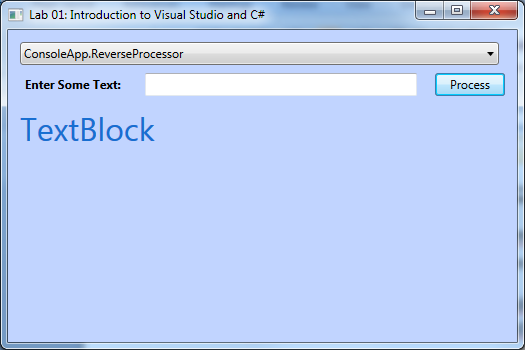 Lab 01: Introduction to Visual Studio and C#
ConsoleApp.ReverseProcessor
Enter Some Text: Process
TextBlock